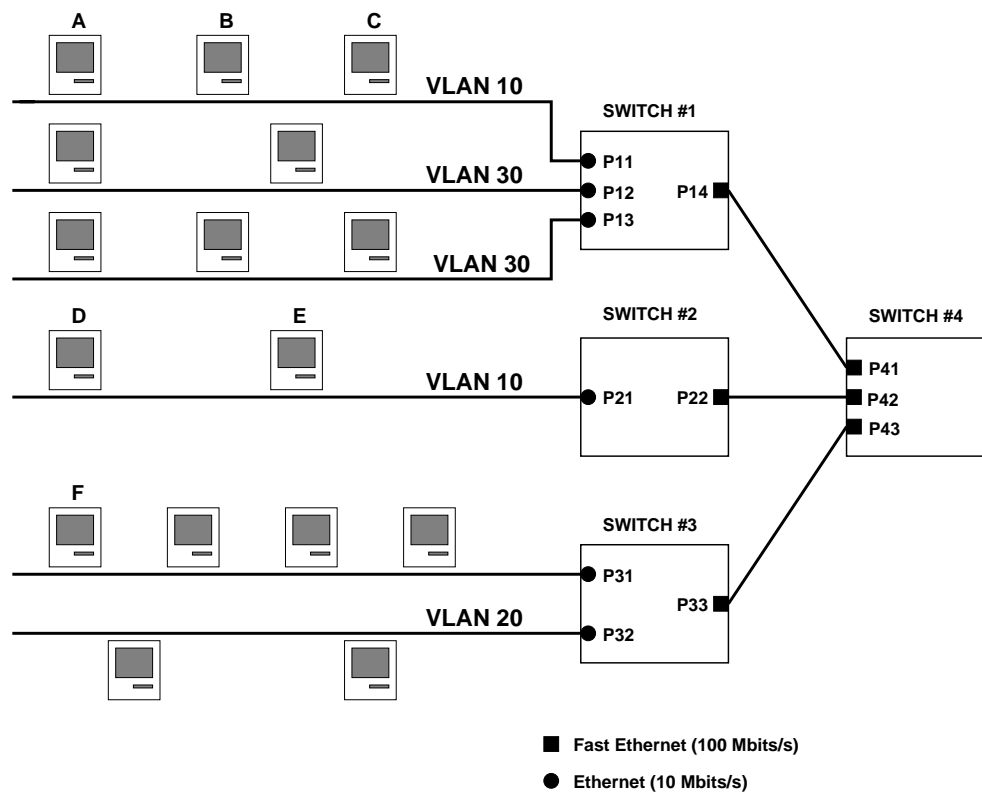 A B C
VLAN 10
SWITCH #1
P11
VLAN 30
P12
P14
P13
VLAN 30
D E
SWITCH #2
SWITCH #4
P41
VLAN 10
P21
P22
P42
P43
F
SWITCH #3
P31
P33
VLAN 20
P32
Fast Ethernet (100 Mbits/s)
Ethernet (10 Mbits/s)